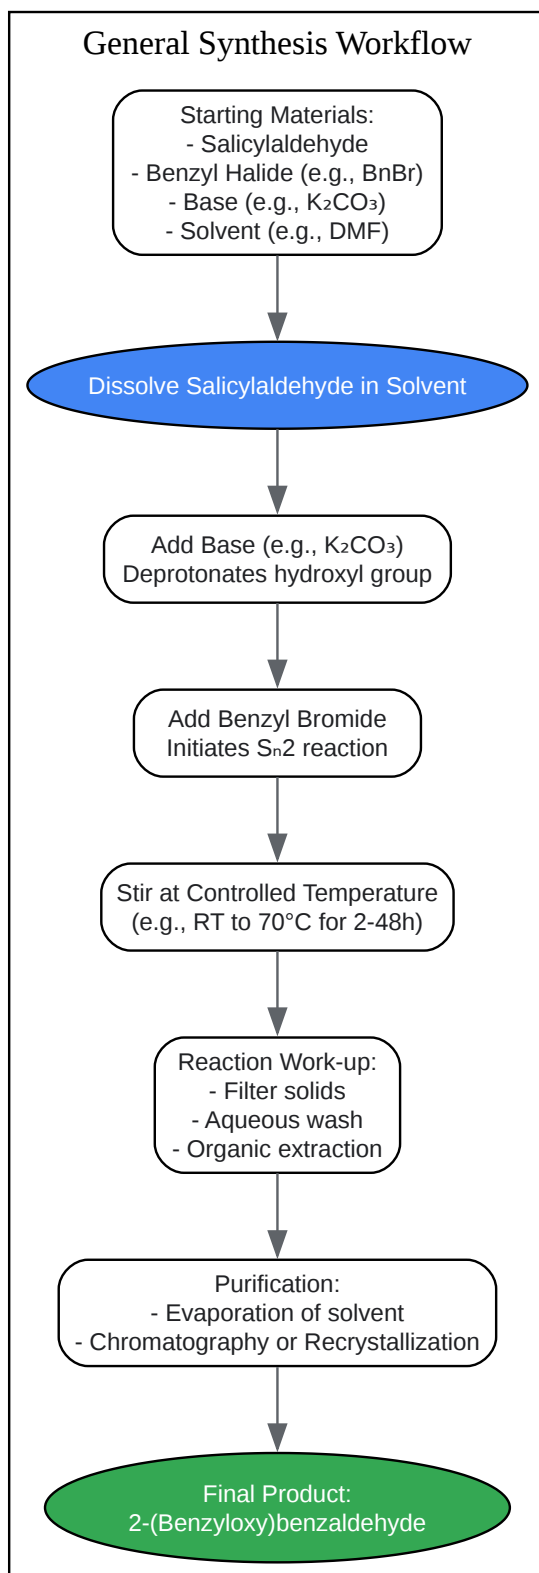 General Synthesis Workflow
Starting Materials:
- Salicylaldehyde
- Benzyl Halide (e.g., BnBr)
- Base (e.g., K₂CO₃)
- Solvent (e.g., DMF)
Dissolve Salicylaldehyde in Solvent
Add Base (e.g., K₂CO₃)
Deprotonates hydroxyl group
Add Benzyl Bromide
Initiates Sₙ2 reaction
Stir at Controlled Temperature
(e.g., RT to 70°C for 2-48h)
Reaction Work-up:
- Filter solids
- Aqueous wash
- Organic extraction
Purification:
- Evaporation of solvent
- Chromatography or Recrystallization
Final Product:
2-(Benzyloxy)benzaldehyde